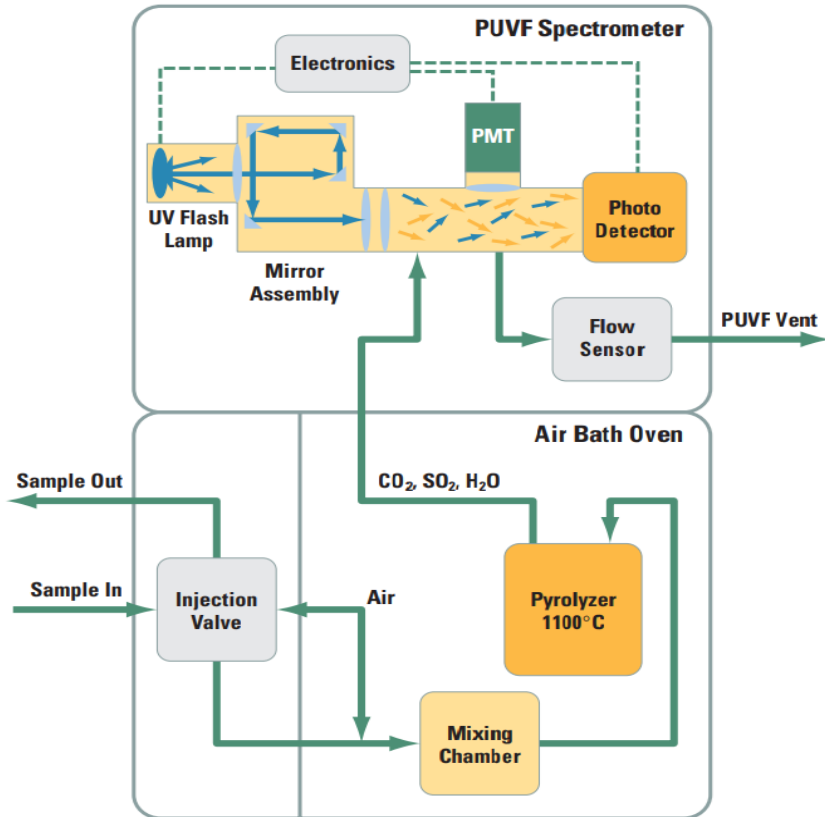 PUVF Spectrometer
Electronics
PMT
UV Flash
Lamp
Photo
Detector
Mirror
Assembly
Flow
Sensor
PUVF Vent
Air Bath Oven
Sample Out
CO₂, SO₂, H₂O
Sample In
Injection
Valve
Air
Pyrolyzer
1100°C
Mixing
Chamber